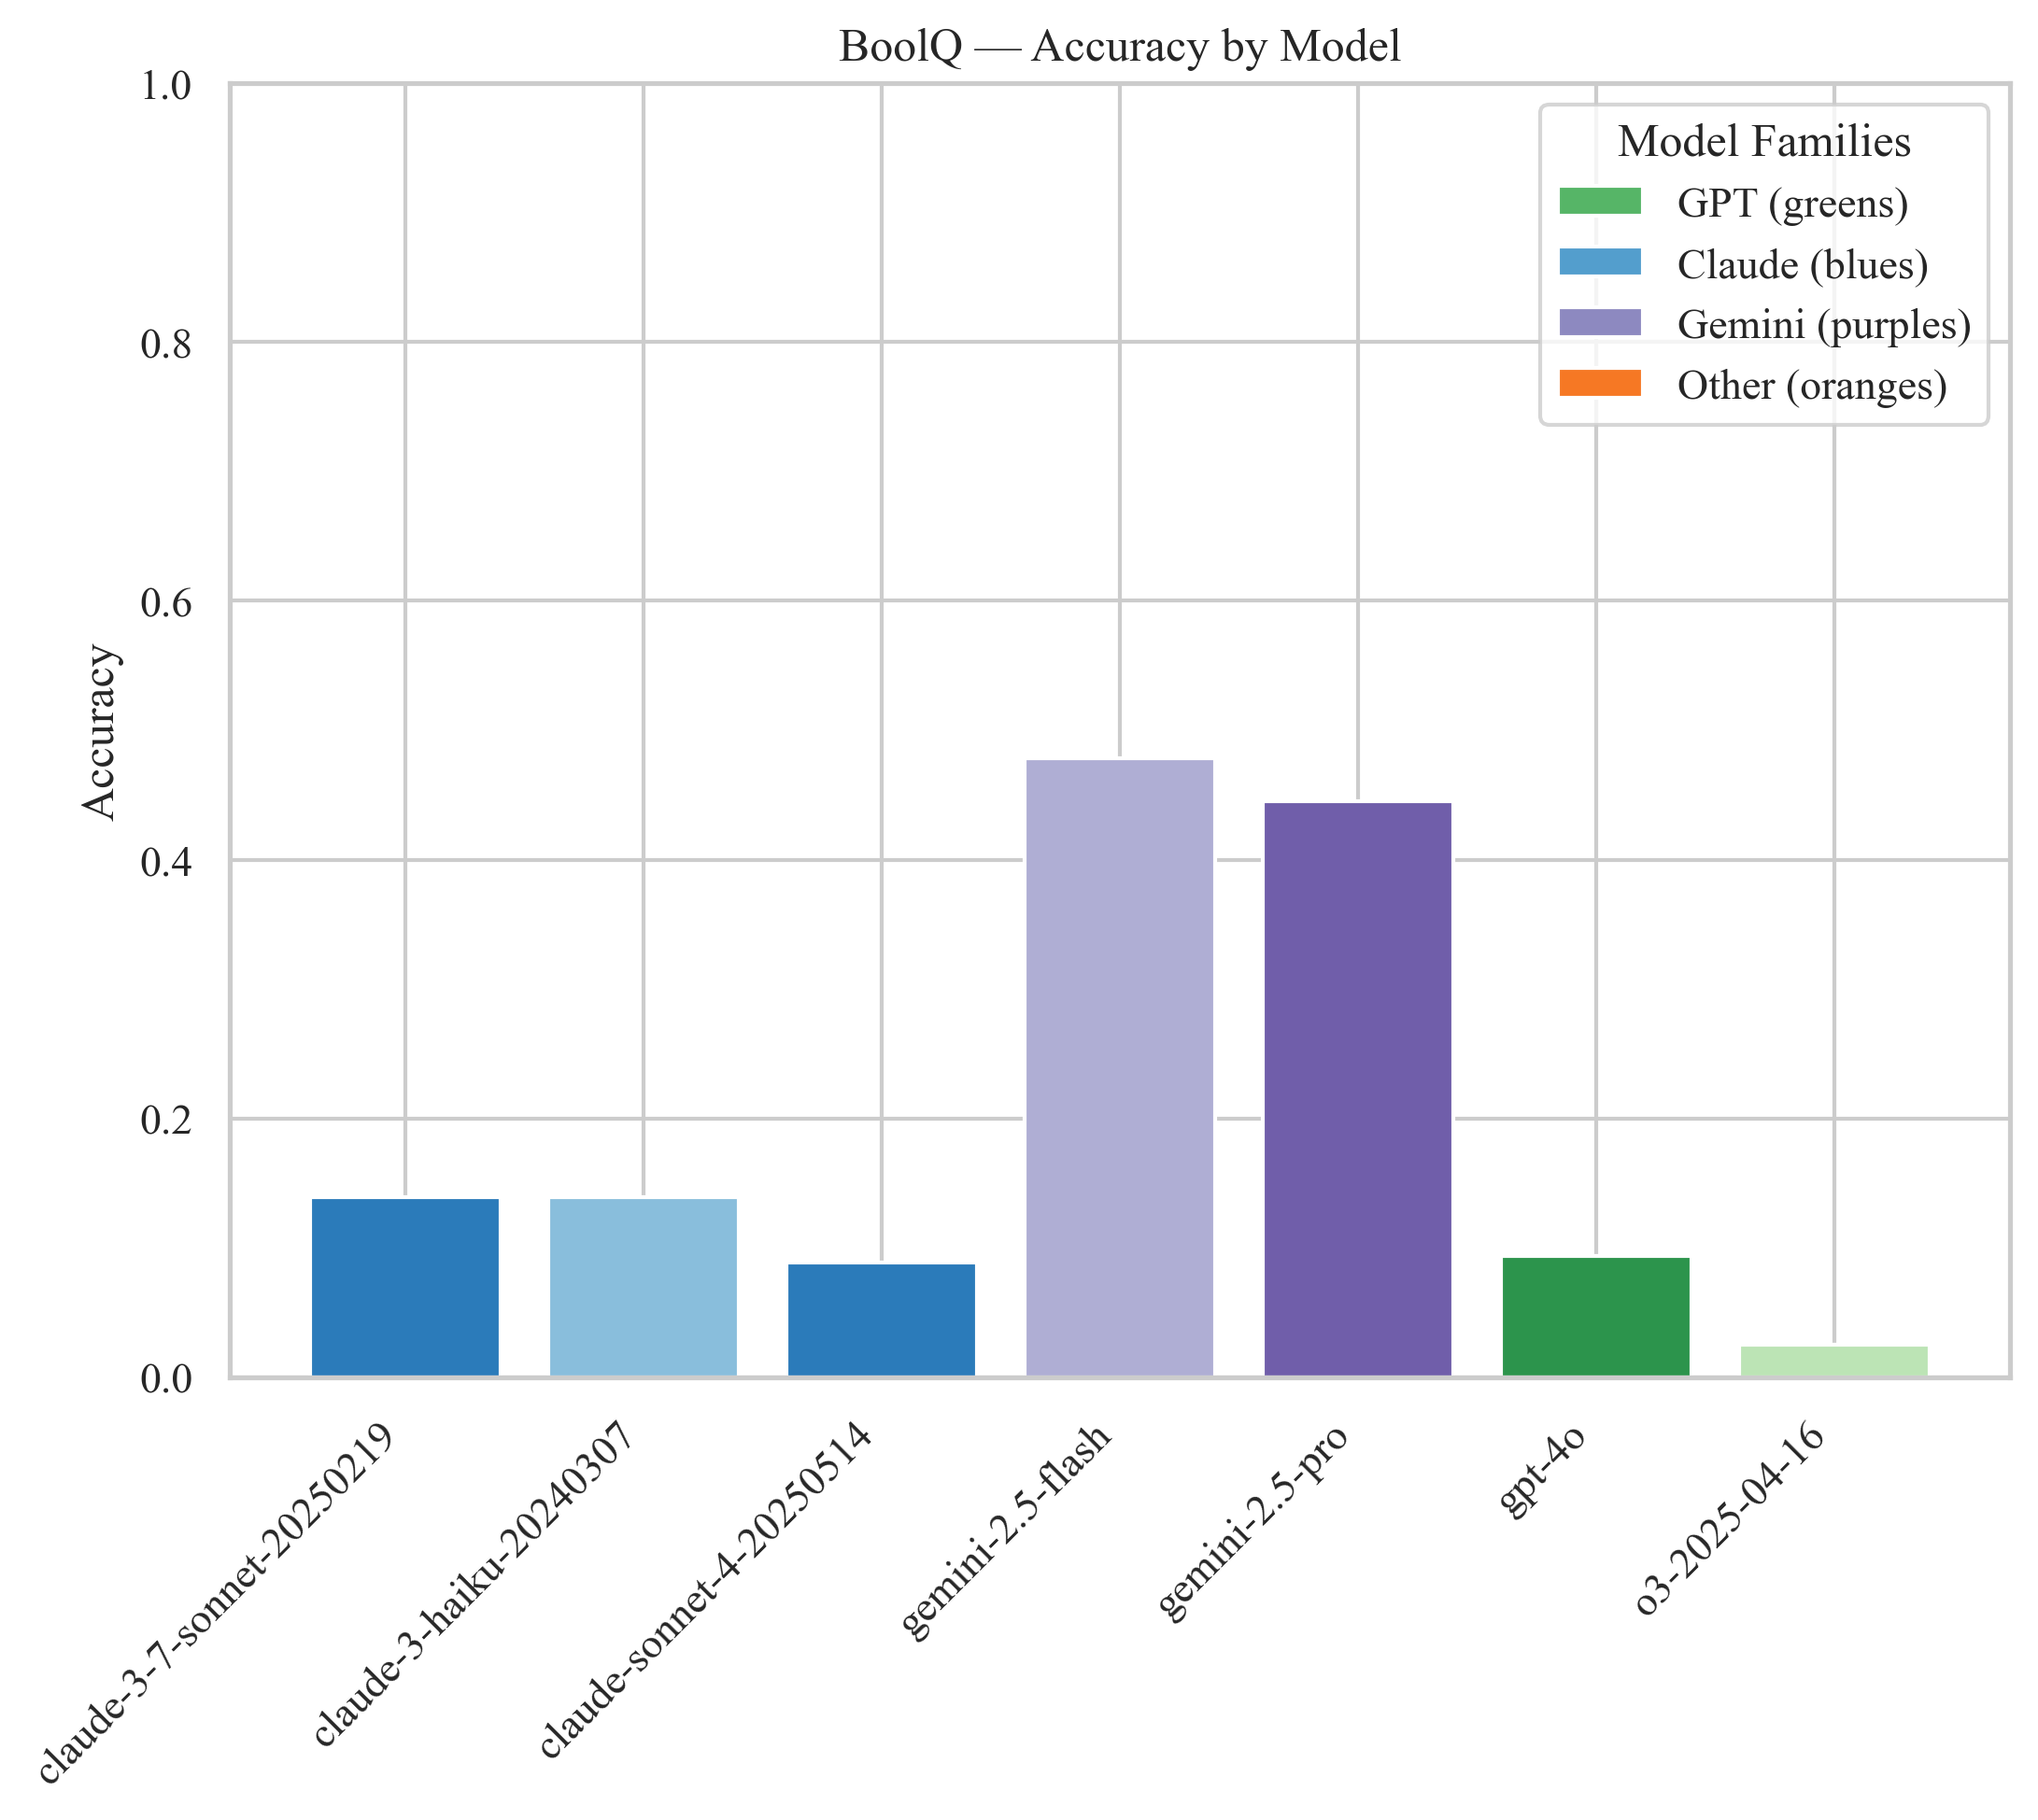 BoolQ — Accuracy by Model
Model Families
GPT (greens)
Claude (blues)
Gemini (purples)
Other (oranges)
Accuracy
1.0
0.8
0.6
0.4
0.2
0.0
claude-3-7-sonnet-20250219
claude-3-haiku-20240307
claude-sonnet-4-20250514
gemini-2.5-flash
gemini-2.5-pro
gpt-4o
o3-2025-04-16